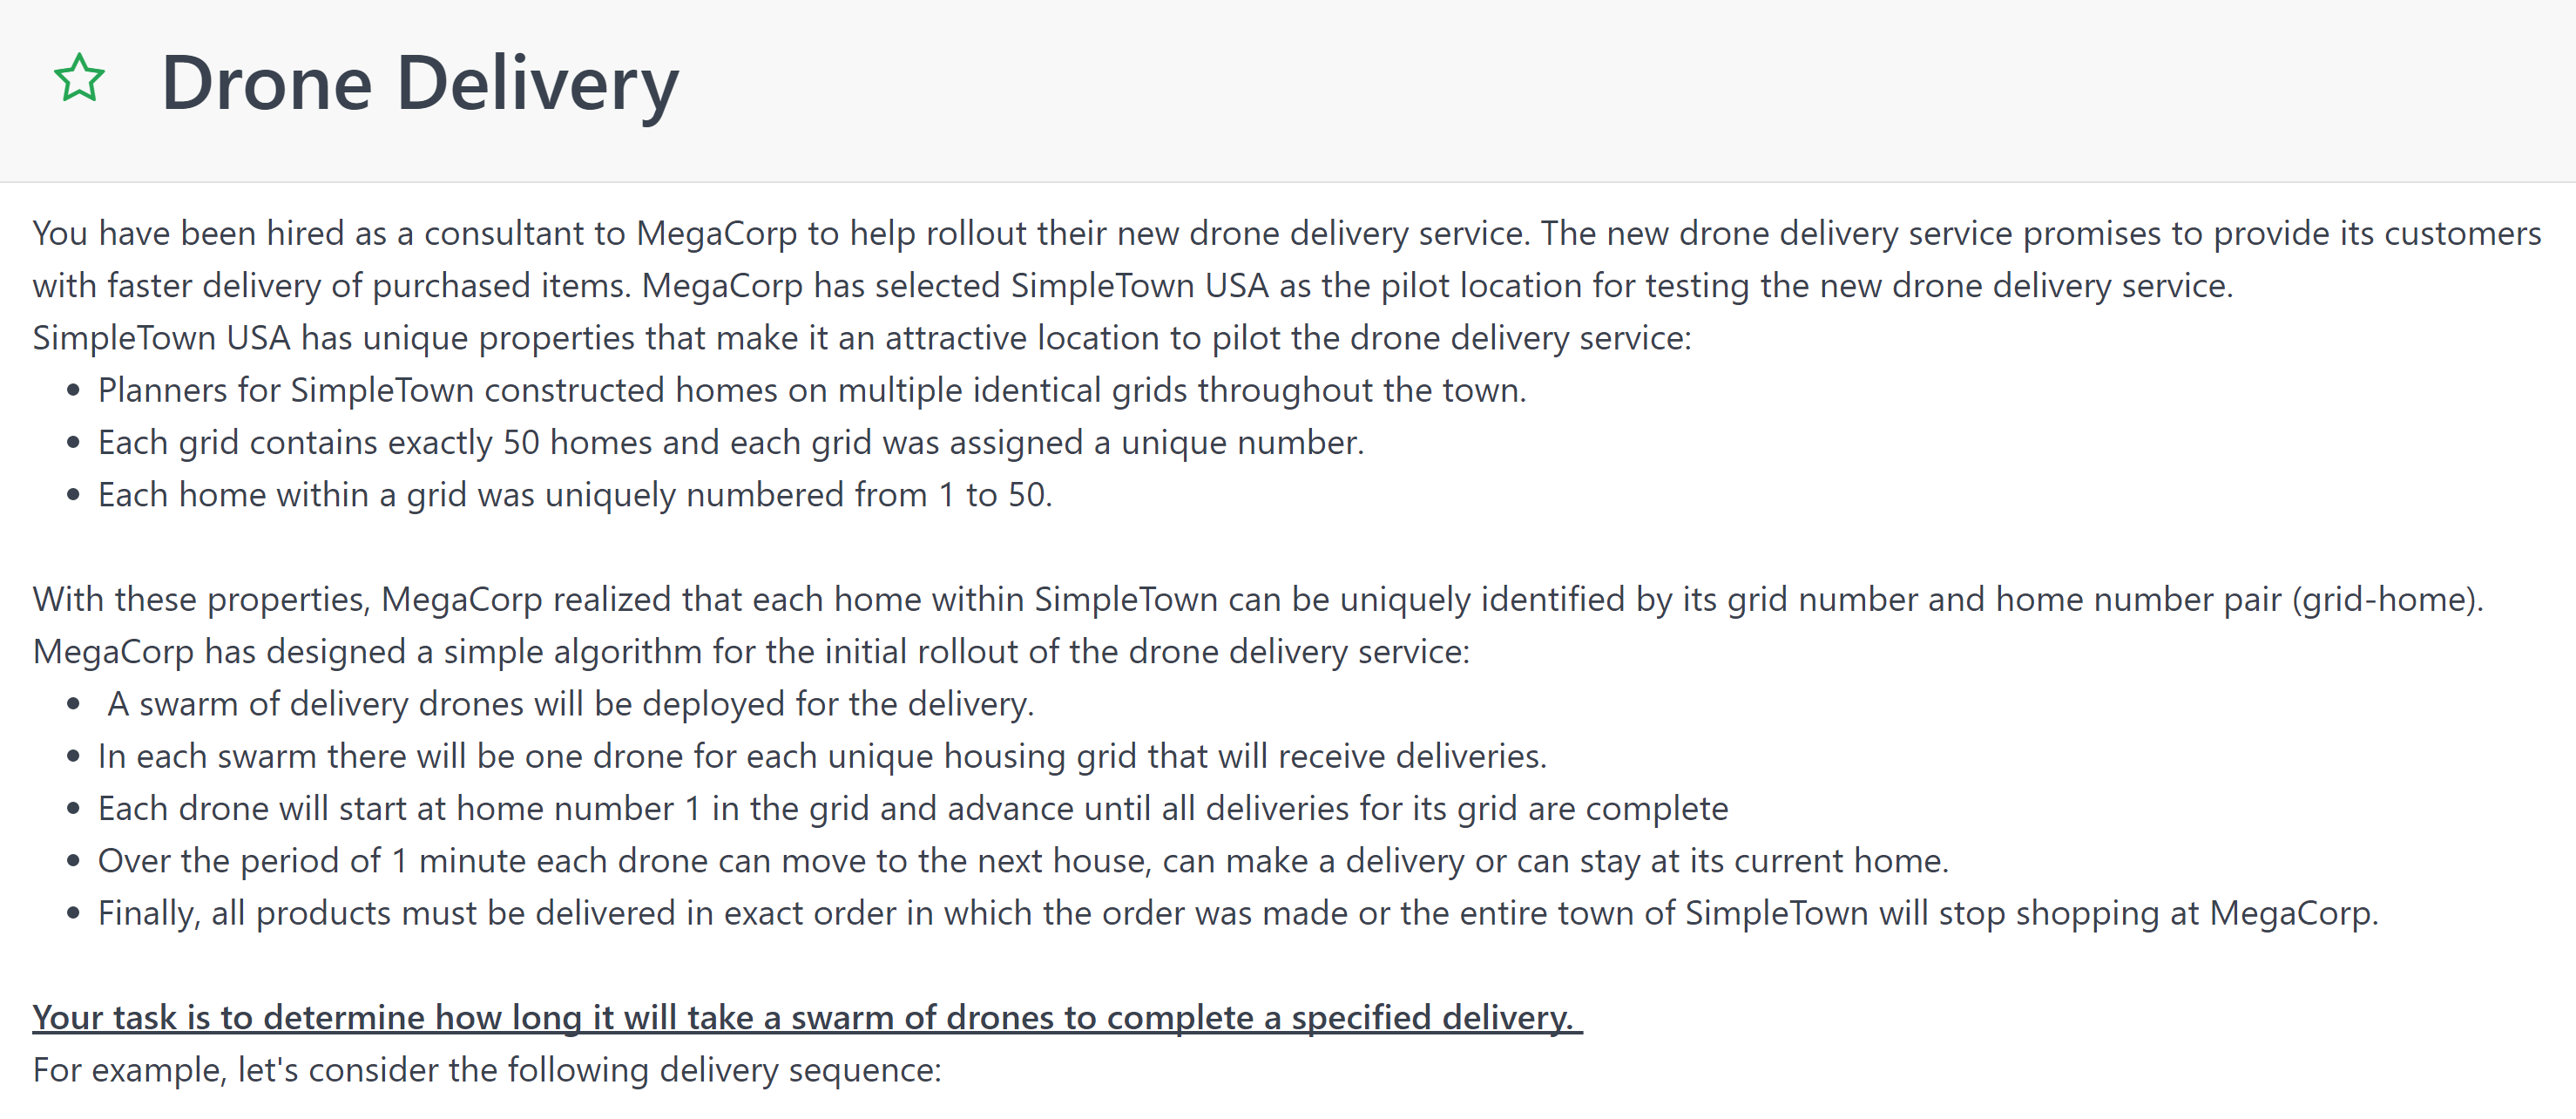 Drone Delivery
You have been hired as a consultant to MegaCorp to help rollout their new drone delivery service. The new drone delivery service promises to provide its customers
with faster delivery of purchased items. MegaCorp has selected SimpleTown USA as the pilot location for testing the new drone delivery service.
SimpleTown USA has unique properties that make it an attractive location to pilot the drone delivery service:
• Planners for SimpleTown constructed homes on multiple identical grids throughout the town.
• Each grid contains exactly 50 homes and each grid was assigned a unique number.
• Each home within a grid was uniquely numbered from 1 to 50.
With these properties, MegaCorp realized that each home within SimpleTown can be uniquely identified by its grid number and home number pair (grid-home).
MegaCorp has designed a simple algorithm for the initial rollout of the drone delivery service:
• A swarm of delivery drones will be deployed for the delivery.
• In each swarm there will be one drone for each unique housing grid that will receive deliveries.
• Each drone will start at home number 1 in the grid and advance until all deliveries for its grid are complete
• Over the period of 1 minute each drone can move to the next house, can make a delivery or can stay at its current home.
• Finally, all products must be delivered in exact order in which the order was made or the entire town of SimpleTown will stop shopping at MegaCorp.
Your task is to determine how long it will take a swarm of drones to complete a specified delivery.
For example, let's consider the following delivery sequence: